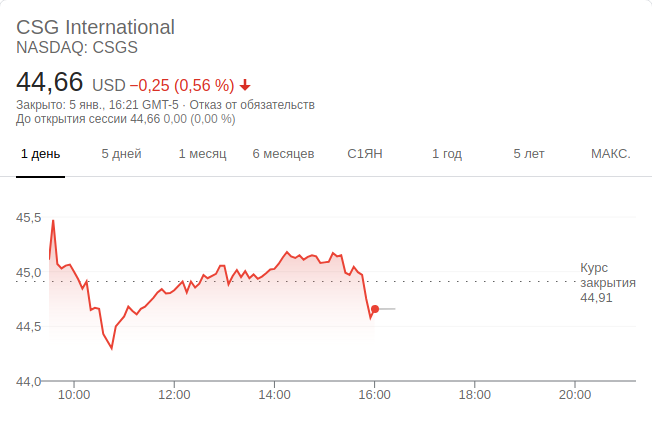 CSG International
NASDAQ: CSGS
44,66 USD −0,25 (0,56 %)
Закрыто: 5 янв., 16:21 GMT-5 · Отказ от обязательств
До открытия сессии 44,66 0,00 (0,00 %)
1 день 5 дней 1 месяц 6 месяцев С1ЯН 1 год 5 лет МАКС.
45,5
45,0
44,5
44,0
Курс
закрытия
44,91
10:00 12:00 14:00 16:00 18:00 20:00